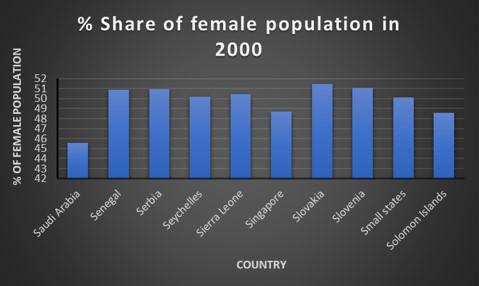 % Share of female population in
2000
% OF FEMALE POPULATION
52
51
50
49
48
47
46
45
44
43
42
Saudi Arabia
Senegal
Serbia
Seychelles
Sierra Leone
Singapore
Slovakia
Slovenia
Small states
Solomon Islands
COUNTRY